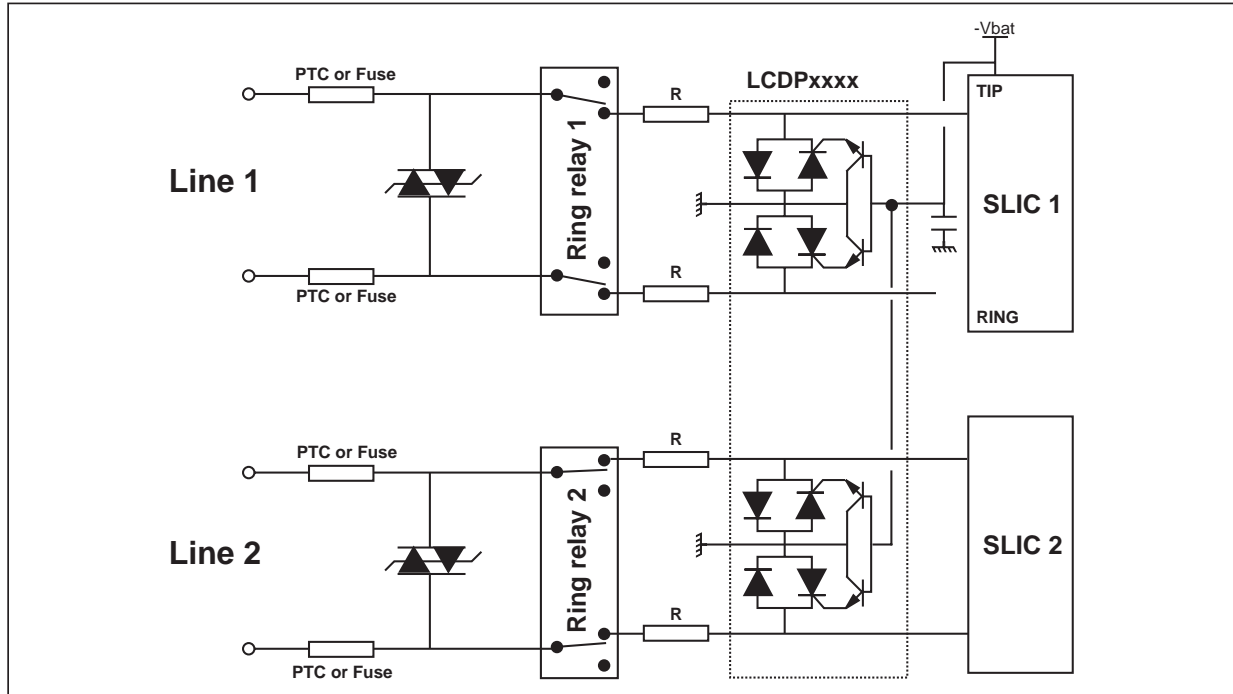 -Vbat
PTC or Fuse
LCDPxxxx
TIP
R
Ring relay 1
Line 1
SLIC 1
R
PTC or Fuse
RING
R
PTC or Fuse
Ring relay 2
Line 2
SLIC 2
R
PTC or Fuse